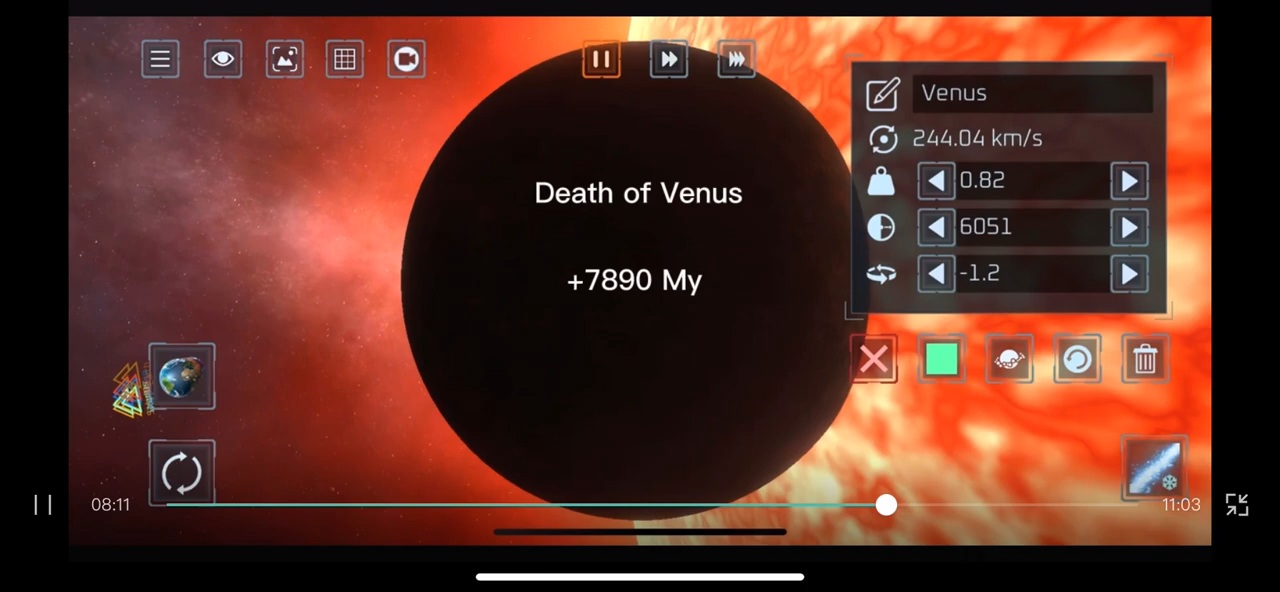 Venus
244.04 km/s
0.82
Death of Venus
6051
+7890 My
-1.2
08:11
11:03